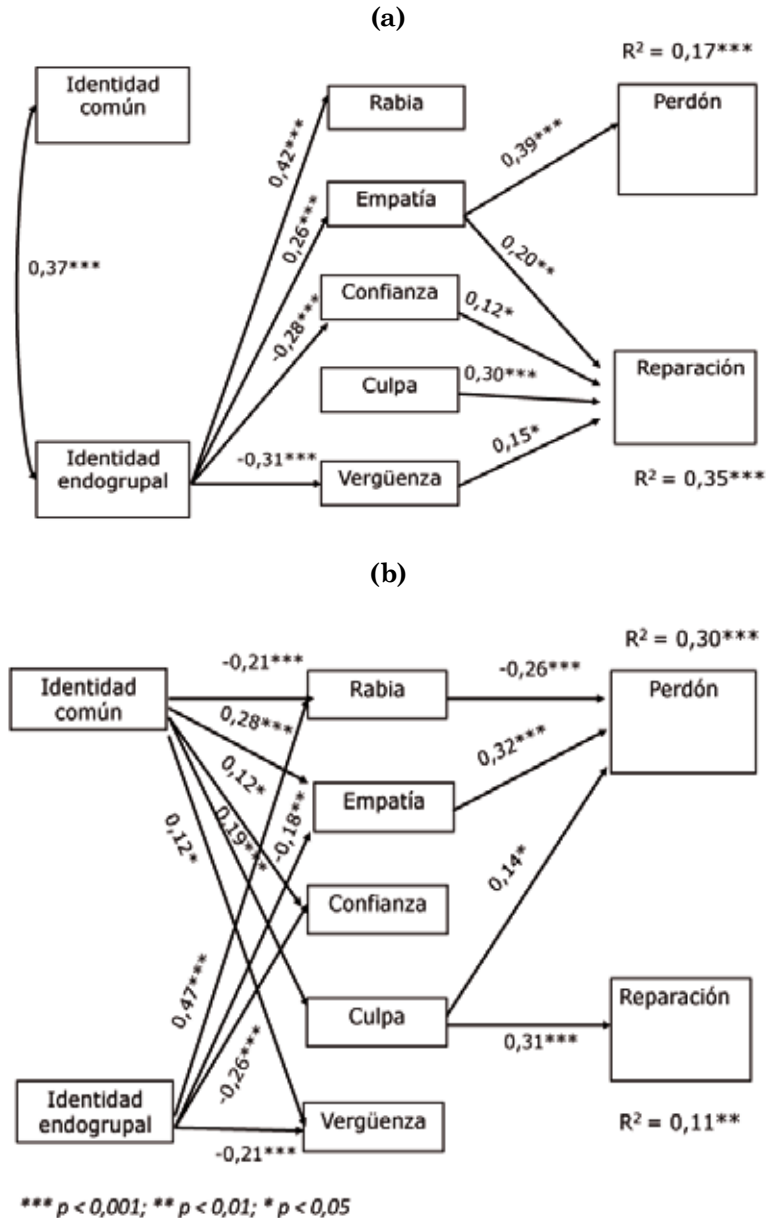 (a)
R² = 0,17***
Identidad
común
Rabia
Perdón
0,42***
0,39***
Empatía
0,26***
0,20**
0,37***
Confianza
-0,28***
0,12*
Culpa
0,30***
Reparación
Identidad
endogrupal
-0,31***
Vergüenza
0,15*
R² = 0,35***
(b)
R² = 0,30***
Identidad
común
-0,21***
Rabia
-0,26***
Perdón
0,28***
0,32***
0,12*
Empatía
0,12*
0,19***
-0,18**
0,14*
Confianza
0,47***
Culpa
Reparación
-0,26***
0,31***
Identidad
endogrupal
Vergüenza
-0,21***
R² = 0,11**
*** p < 0,001; ** p < 0,01; * p < 0,05